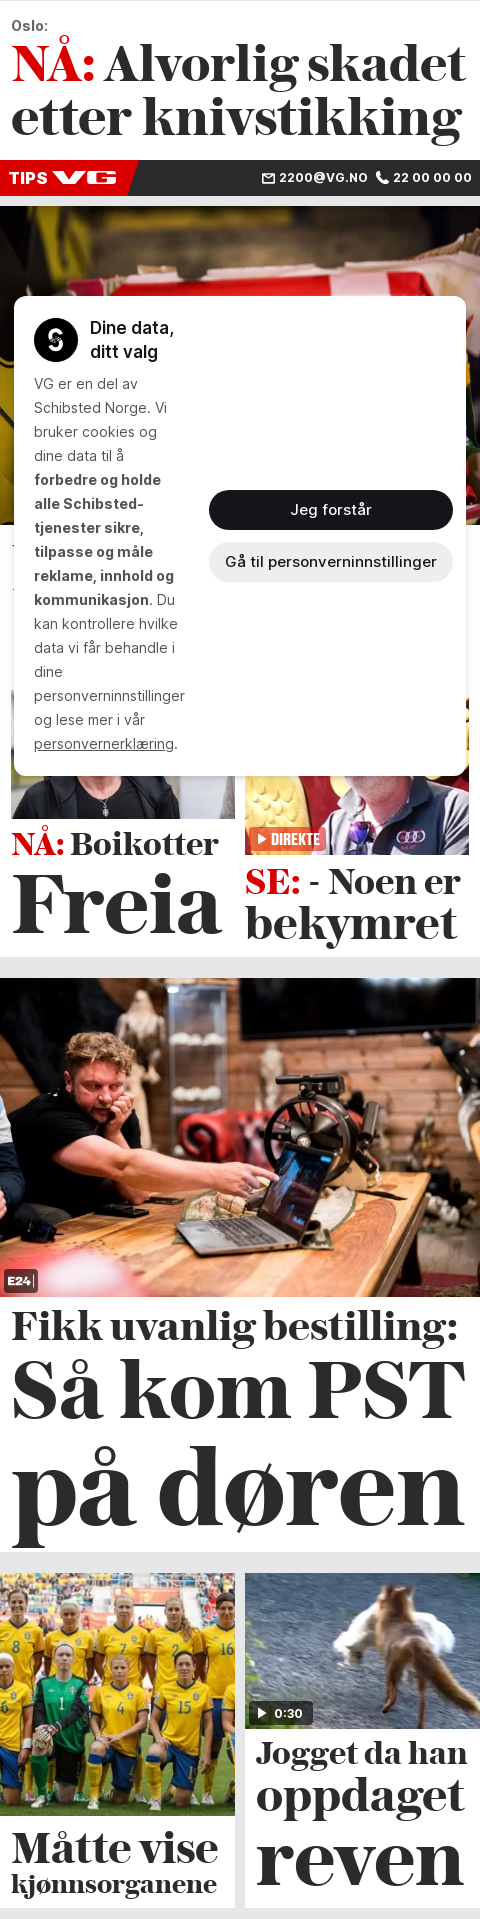 Oslo:
NÅ: Alvorlig skadet
etter knivstikking
TIPS VG
2200@VG.NO 22 00 00 00
Dine data,
ditt valg
VG er en del av
Schibsted Norge. Vi
bruker cookies og
dine data til å
forbedre og holde
alle Schibsted-
tjenester sikre,
tilpasse og måle
reklame, innhold og
kommunikasjon. Du
kan kontrollere hvilke
data vi får behandle i
dine
personverninnstillinger
og lese mer i vår
personvernerklæring.
Jeg forstår
Gå til personverninnstillinger
NÅ: Boikotter
Freia
DIREKTE
SE: - Noen er
bekymret
E24
Fikk uvanlig bestilling:
Så kom PST
på døren
Måtte vise
kjønnsorganene
0:30
Jogget da han
oppdaget
reven